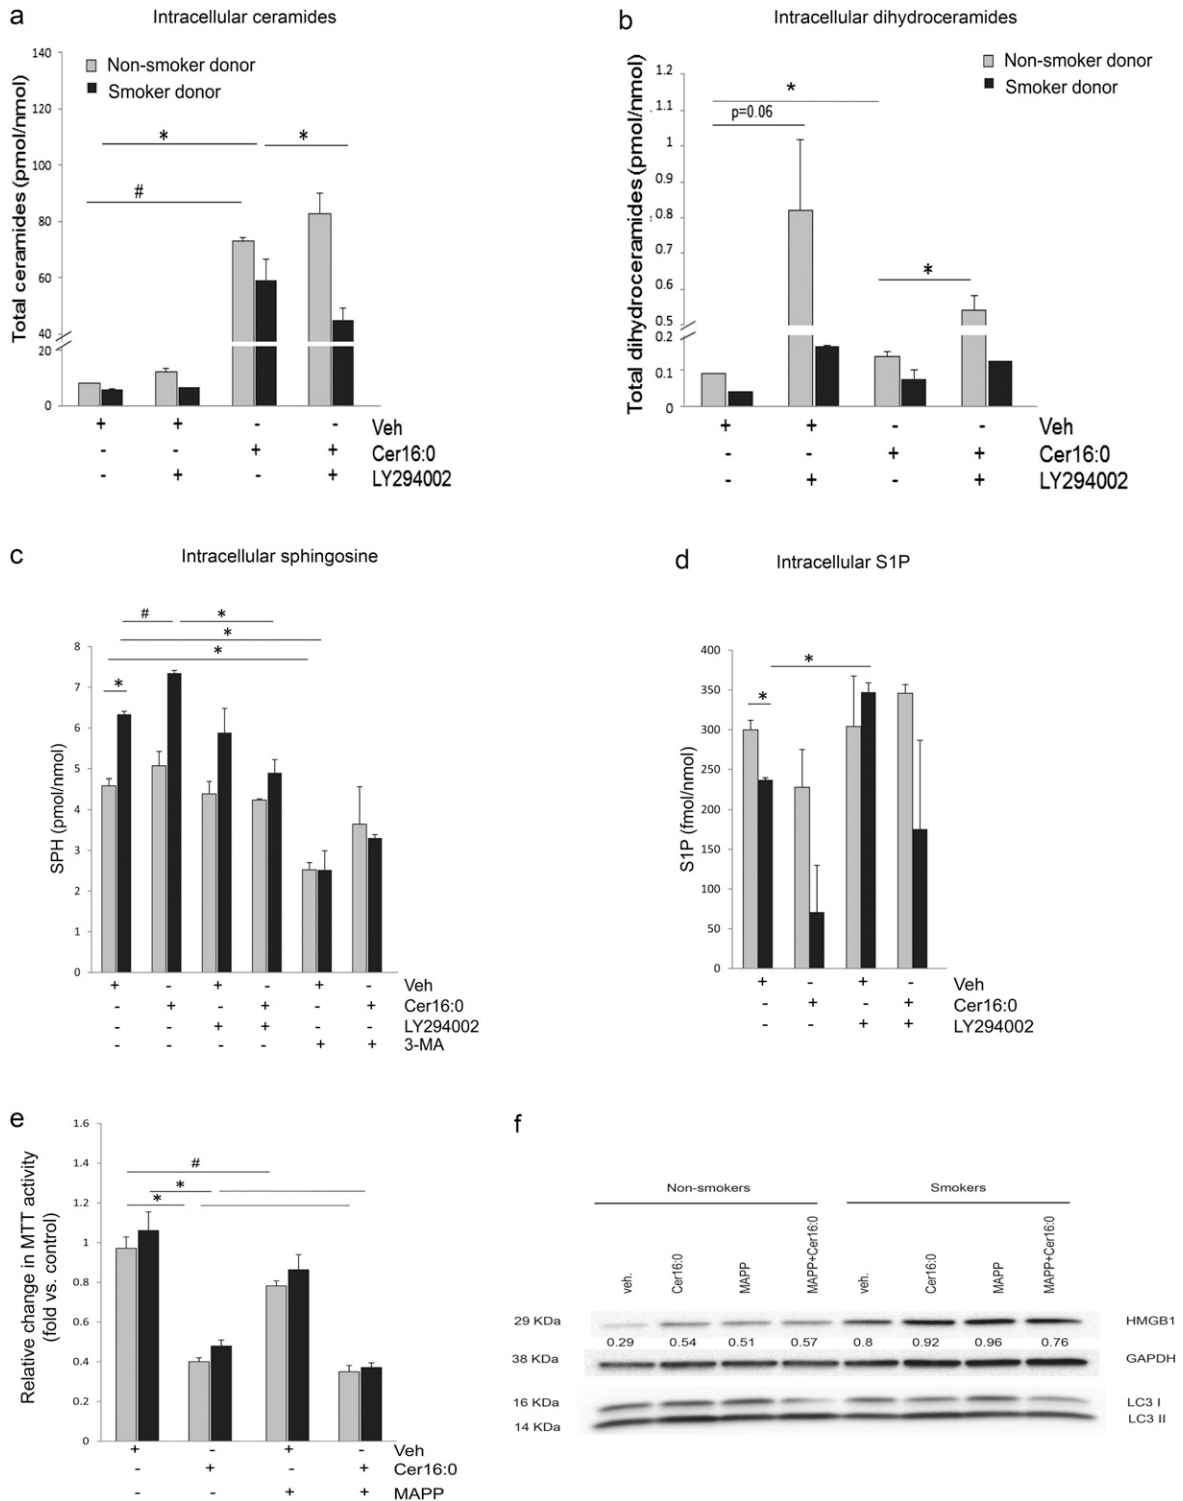 a
Intracellular ceramides
Total ceramides (pmol/nmol)
140
120
100
80
60
40
20
0
Non-smoker donor
Smoker donor
*
*
#
+ + - - Veh
- - + + Cer16:0
- + - + LY294002
b
Intracellular dihydroceramides
Total dihydroceramides (pmol/nmol)
1.2
1.1
1
0.9
0.8
0.7
0.6
0.5
0.2
0.1
0
Non-smoker donor
Smoker donor
*
p=0.06
*
+ + - - Veh
- - + + Cer16:0
- + - + LY294002
c
Intracellular sphingosine
SPH (pmol/nmol)
8
7
6
5
4
3
2
1
0
# *
*
*
*
+ - + - + - Veh
- + - + - + Cer16:0
- - + + - - LY294002
- - - - + + 3-MA
d
Intracellular S1P
S1P (fmol/nmol)
400
350
300
250
200
150
100
50
0
*
*
+ - + - Veh
- + - + Cer16:0
- - + + LY294002
e
Relative change in MTT activity
(fold vs. control)
1.6
1.4
1.2
1
0.8
0.6
0.4
0.2
0
#
*
*
+ - + - Veh
- + - + Cer16:0
- - + + MAPP
f
Non-smokers Smokers
veh. Cer16:0 MAPP MAPP+Cer16:0 veh. Cer16:0 MAPP MAPP+Cer16:0
29 KDa HMGB1
0.29 0.54 0.51 0.57 0.8 0.92 0.96 0.76
38 KDa GAPDH
16 KDa LC3 I
14 KDa LC3 II